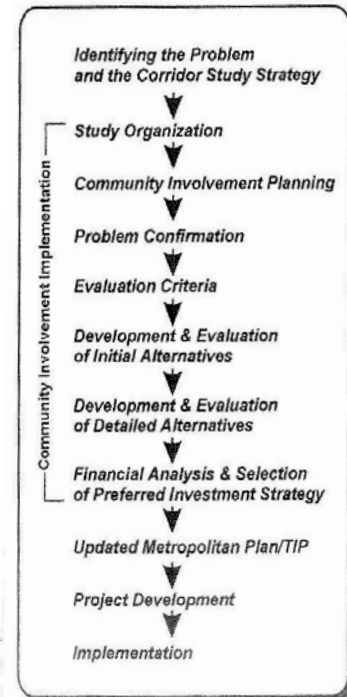 Identifying the Problem
and the Corridor Study Strategy
Community Involvement Implementation
Study Organization
Community Involvement Planning
Problem Confirmation
Evaluation Criteria
Development & Evaluation
of Initial Alternatives
Development & Evaluation
of Detailed Alternatives
Financial Analysis & Selection
of Preferred Investment Strategy
Updated Metropolitan Plan/TIP
Project Development
Implementation